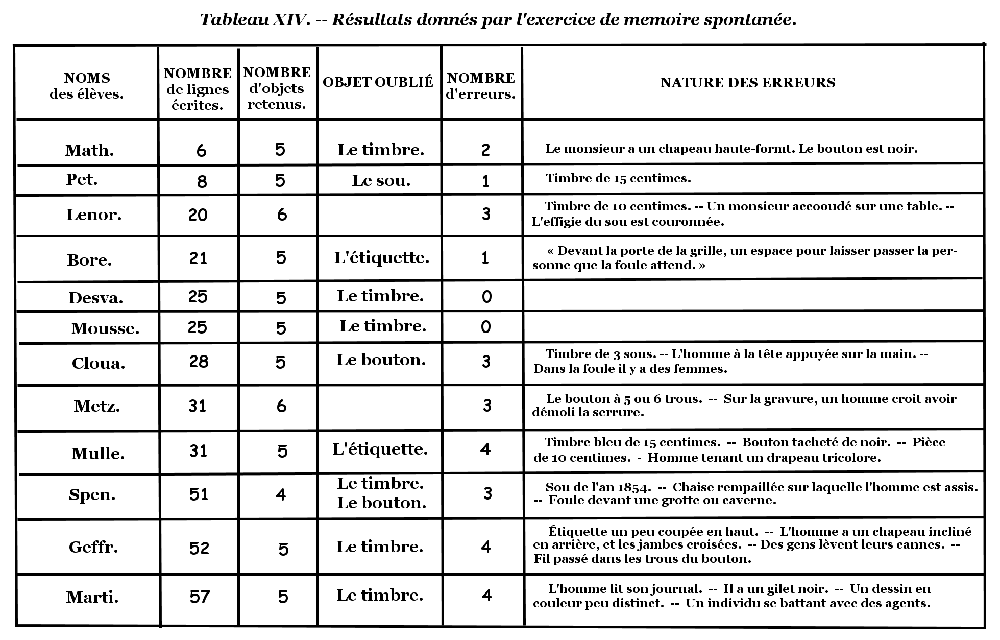 Tableau XIV. -- Résultats donnés par l'exercice de memoire spontanée.
NOMS des élèves. NOMBRE de lignes écrites. NOMBRE d'objets retenus. OBJET OUBLIÉ NOMBRE d'erreurs. NATURE DES ERREURS
Math. 6 5 Le timbre. 2 Le monsieur a un chapeau haute-formt. Le bouton est noir.
Pet. 8 5 Le sou. 1 Timbre de 15 centimes.
Lenor. 20 6 3 Timbre de 10 centimes. -- Un monsieur accooudé sur une table. --
L'effigie du sou est couronnée.
Bore. 21 5 L'étiquette. 1 « Devant la porte de la grille, un espace pour laisser passer la per-
sonne que la foule attend. »
Desva. 25 5 Le timbre. 0
Mousse. 25 5 Le timbre. 0
Cloua. 28 5 Le bouton. 3 Timbre de 3 sous. -- L'homme à la tête appuyée sur la main. --
Dans la foule il y a des femmes.
Metz. 31 6 3 Le bouton à 5 ou 6 trous. -- Sur la gravure, un homme croit avoir
démoli la serrure.
Mulle. 31 5 L'étiquette. 4 Timbre bleu de 15 centimes. -- Bouton tacheté de noir. -- Pièce
de 10 centimes. - Homme tenant un drapeau tricolore.
Spen. 51 4 Le timbre. Le bouton. 3 Sou de l'an 1854. -- Chaise rempaillée sur laquelle l'homme est assis.
-- Foule devant une grotte ou caverne.
Geffr. 52 5 Le timbre. 4 Étiquette un peu coupée en haut. -- L'homme a un chapeau incliné
en arrière, et les jambes croisées. -- Des gens lèvent leurs cannes. --
Fil passé dans les trous du bouton.
Marti. 57 5 Le timbre. 4 L'homme lit son journal. -- Il a un gilet noir. -- Un dessin en
couleur peu distinct. -- Un individu se battant avec des agents.